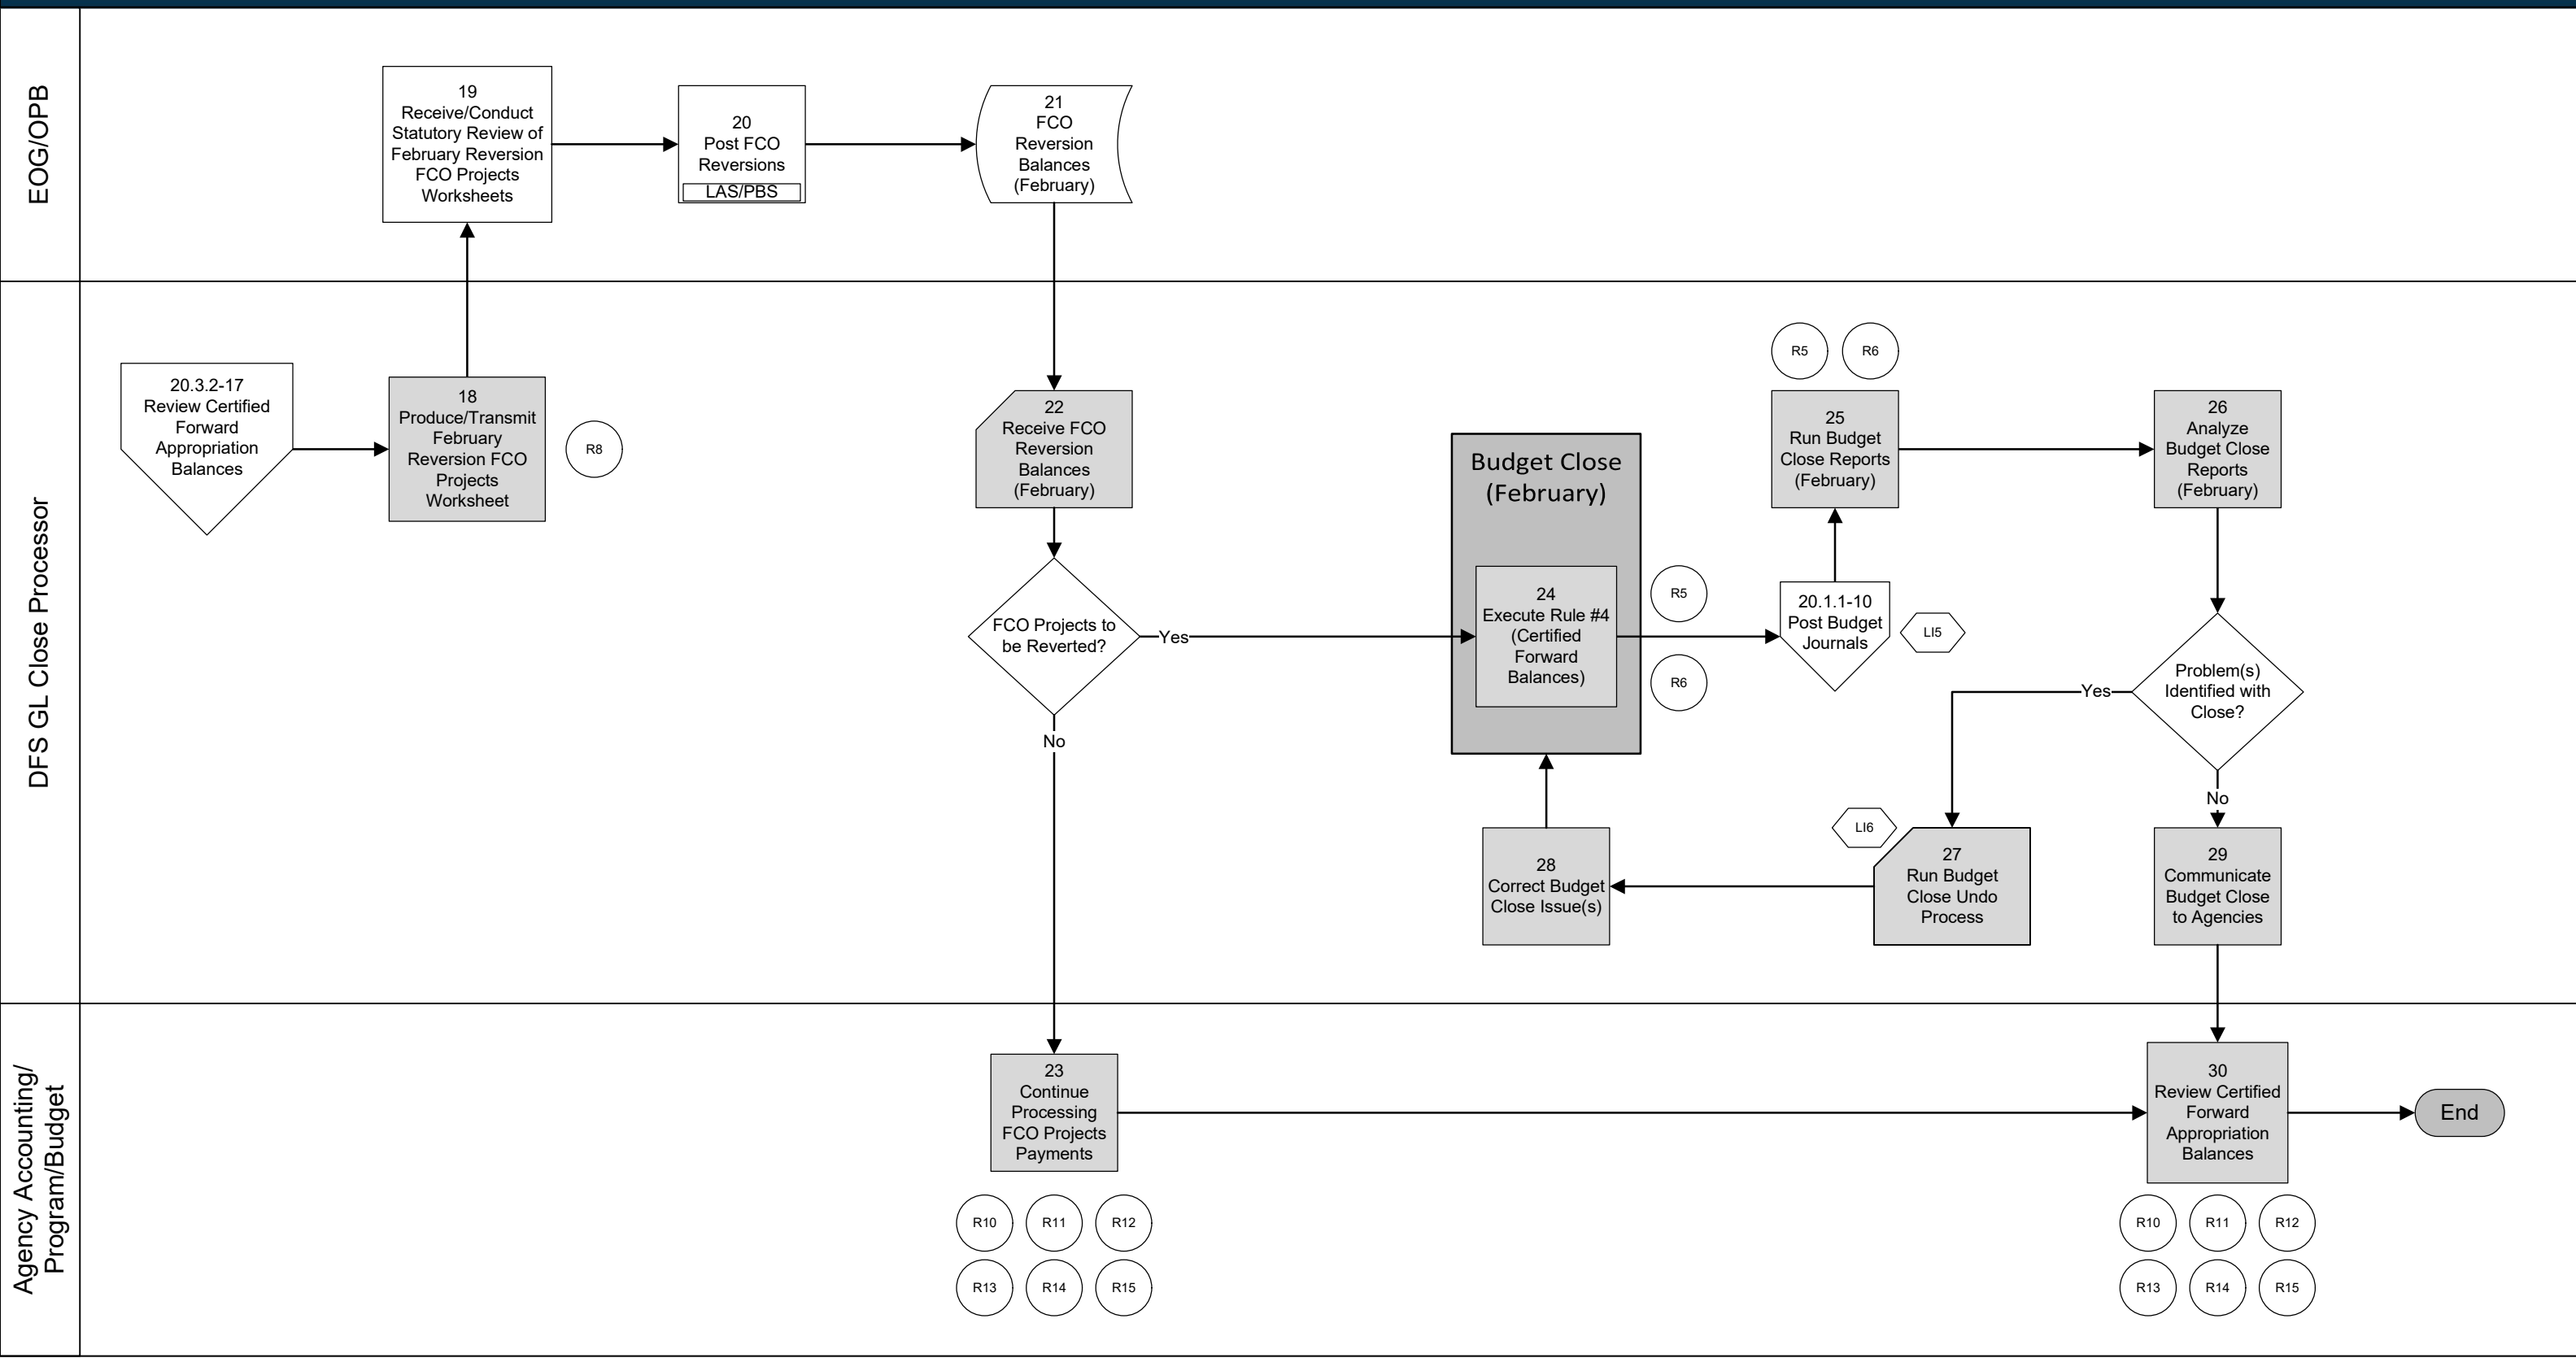 EOG/OPB
19
Receive/Conduct
Statutory Review of
February Reversion
FCO Projects
Worksheets
20
Post FCO
Reversions
LAS/PBS
21
FCO
Reversion
Balances
(February)
DFS GL Close Processor
20.3.2-17
Review Certified
Forward
Appropriation
Balances
18
Produce/Transmit
February
Reversion FCO
Projects
Worksheet
R8
22
Receive FCO
Reversion
Balances
(February)
FCO Projects to
be Reverted?
Yes
No
Budget Close
(February)
24
Execute Rule #4
(Certified
Forward
Balances)
R5
R6
20.1.1-10
Post Budget
Journals
LI5
R5
R6
25
Run Budget
Close Reports
(February)
26
Analyze
Budget Close
Reports
(February)
Problem(s)
Identified with
Close?
Yes
No
LI6
27
Run Budget
Close Undo
Process
28
Correct Budget
Close Issue(s)
29
Communicate
Budget Close
to Agencies
Agency Accounting/
Program/Budget
23
Continue
Processing
FCO Projects
Payments
R10
R11
R12
R13
R14
R15
30
Review Certified
Forward
Appropriation
Balances
End
R10
R11
R12
R13
R14
R15